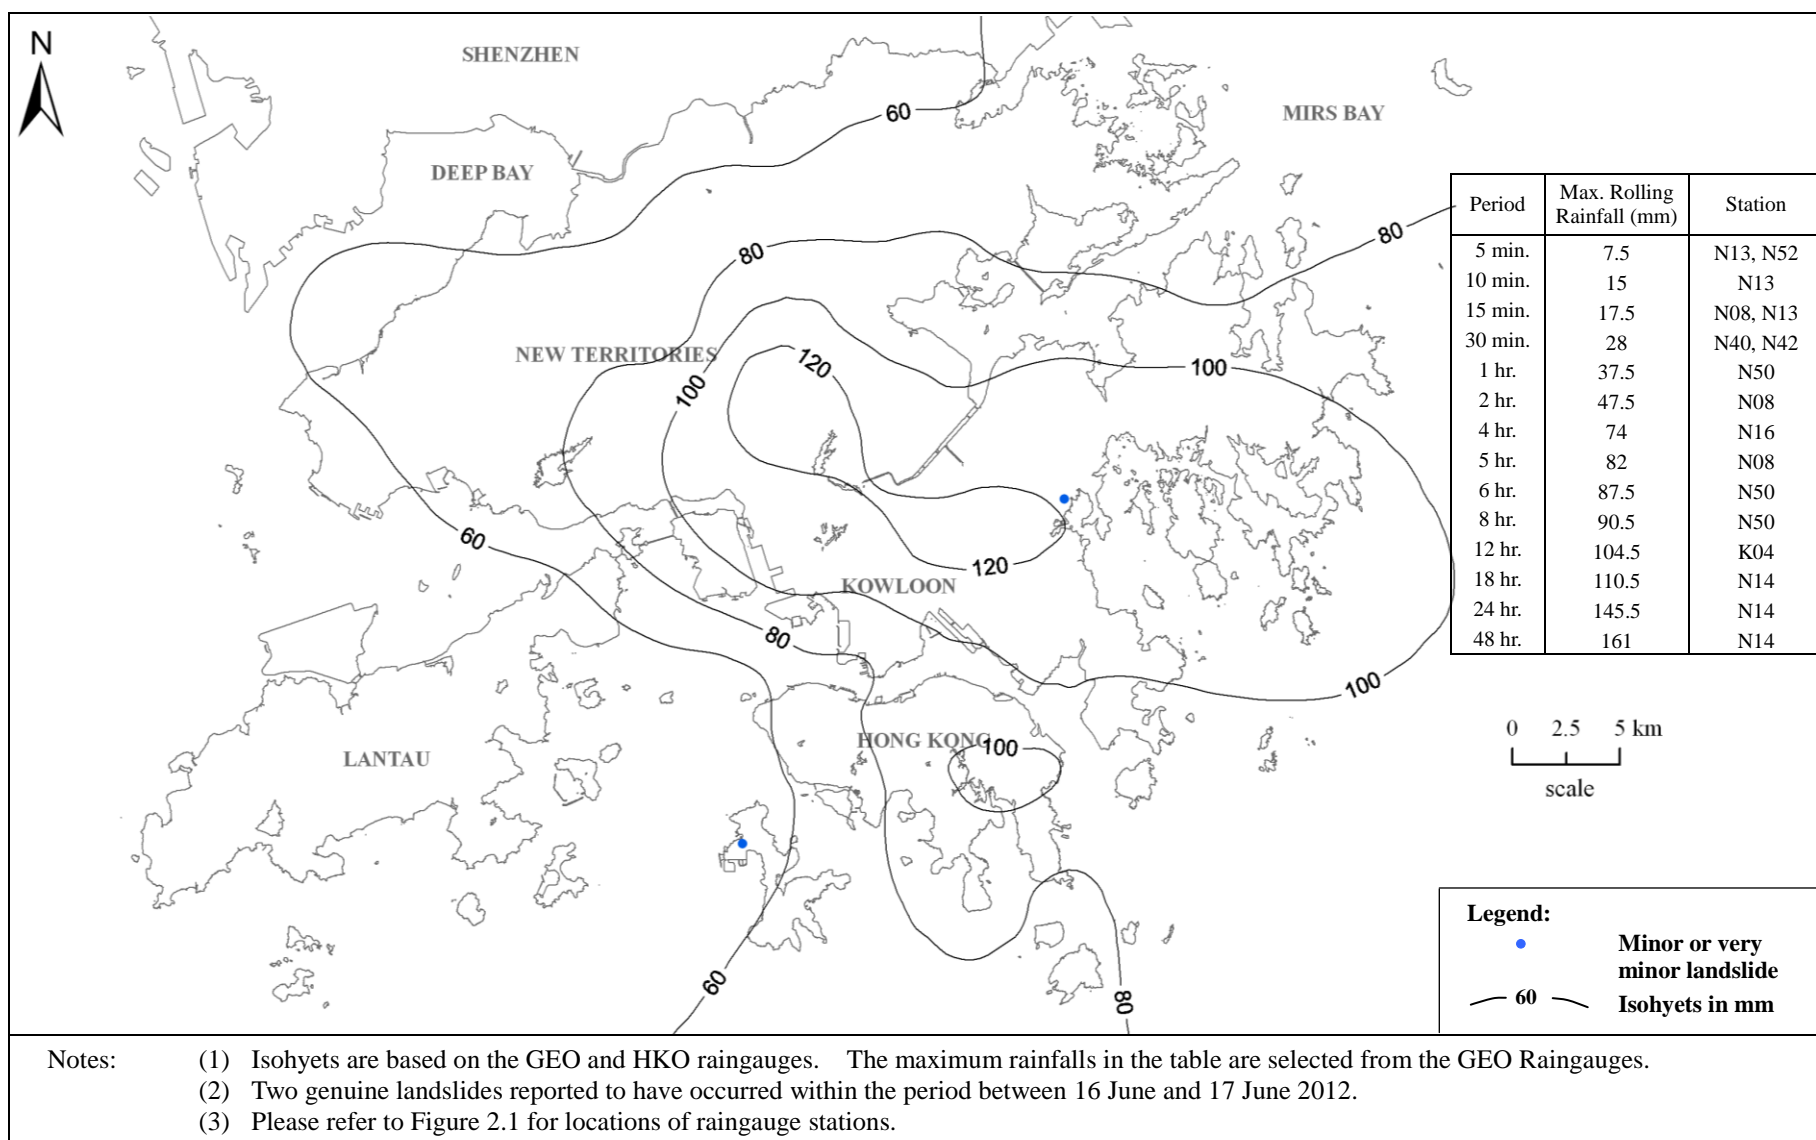 N
SHENZHEN
60
MIRS BAY
DEEP BAY
80
80
NEW TERRITORIES
120
100
100
60
120
KOWLOON
80
100
HONG KONG
100
LANTAU
60
80
Period Max. Rolling Rainfall (mm) Station
5 min. 7.5 N13, N52
10 min. 15 N13
15 min. 17.5 N08, N13
30 min. 28 N40, N42
1 hr. 37.5 N50
2 hr. 47.5 N08
4 hr. 74 N16
5 hr. 82 N08
6 hr. 87.5 N50
8 hr. 90.5 N50
12 hr. 104.5 K04
18 hr. 110.5 N14
24 hr. 145.5 N14
48 hr. 161 N14
0 2.5 5 km
scale
Legend:
Minor or very
minor landslide
60 Isohyets in mm
Notes: (1) Isohyets are based on the GEO and HKO raingauges. The maximum rainfalls in the table are selected from the GEO Raingauges.
(2) Two genuine landslides reported to have occurred within the period between 16 June and 17 June 2012.
(3) Please refer to Figure 2.1 for locations of raingauge stations.